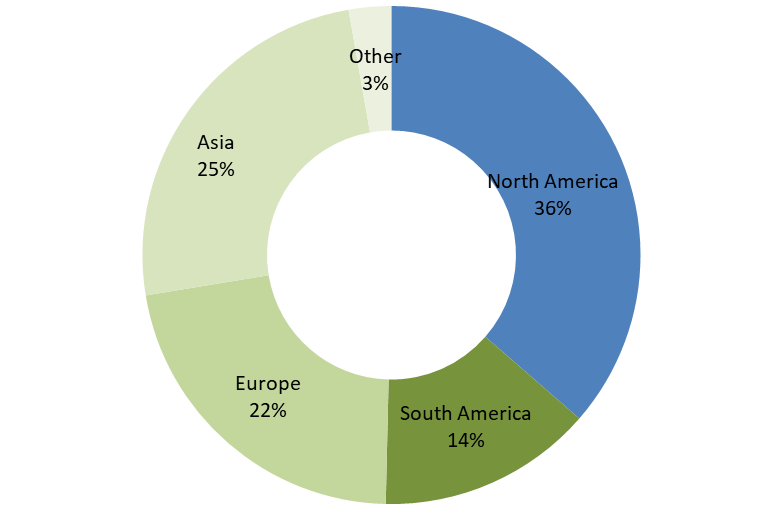 Other
3%
Asia
25%
North America
36%
Europe
22%
South America
14%